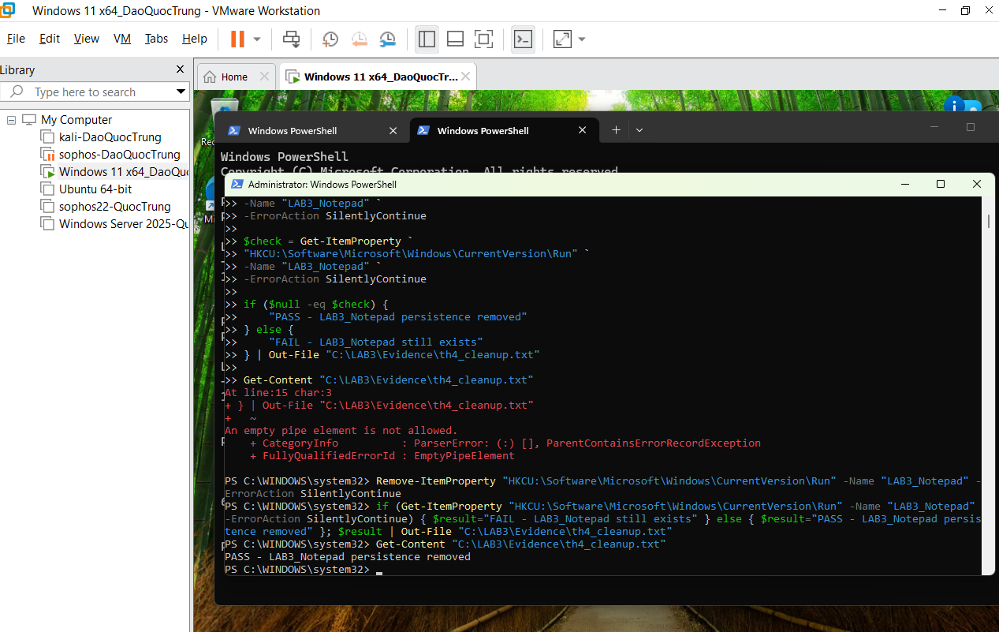 Windows 11 x64_DaoQuocTrung - VMware Workstation
File Edit View VM Tabs Help
Library
Type here to search
My Computer
kali-DaoQuocTrung
sophos-DaoQuocTrung
Windows 11 x64_DaoQuo
Ubuntu 64-bit
sophos22-QuocTrung
Windows Server 2025-Qu
Home
Windows 11 x64_DaoQuocTr...
Rec
Mi
Windows PowerShell
Windows PowerShell
Windows PowerShell
Copyright (C) Microsoft Corporation. All rights reserved
Administrator: Windows PowerShell
>> -Name "LAB3_Notepad" `
>> -ErrorAction SilentlyContinue
>>
>> $check = Get-ItemProperty `
>> "HKCU:\Software\Microsoft\Windows\CurrentVersion\Run" `
>> -Name "LAB3_Notepad" `
>> -ErrorAction SilentlyContinue
>>
>> if ($null -eq $check) {
>>     "PASS - LAB3_Notepad persistence removed"
>> } else {
>>     "FAIL - LAB3_Notepad still exists"
>> } | Out-File "C:\LAB3\Evidence\th4_cleanup.txt"
>>
>> Get-Content "C:\LAB3\Evidence\th4_cleanup.txt"
At line:15 char:3
+ } | Out-File "C:\LAB3\Evidence\th4_cleanup.txt"
+   ~
An empty pipe element is not allowed.
    + CategoryInfo          : ParserError: (:) [], ParentContainsErrorRecordException
    + FullyQualifiedErrorId : EmptyPipeElement
PS C:\WINDOWS\system32> Remove-ItemProperty "HKCU:\Software\Microsoft\Windows\CurrentVersion\Run" -Name "LAB3_Notepad" -
ErrorAction SilentlyContinue
PS C:\WINDOWS\system32> if (Get-ItemProperty "HKCU:\Software\Microsoft\Windows\CurrentVersion\Run" -Name "LAB3_Notepad"
-ErrorAction SilentlyContinue) { $result="FAIL - LAB3_Notepad still exists" } else { $result="PASS - LAB3_Notepad persis
tence removed" }; $result | Out-File "C:\LAB3\Evidence\th4_cleanup.txt"
PS C:\WINDOWS\system32> Get-Content "C:\LAB3\Evidence\th4_cleanup.txt"
PASS - LAB3_Notepad persistence removed
PS C:\WINDOWS\system32>